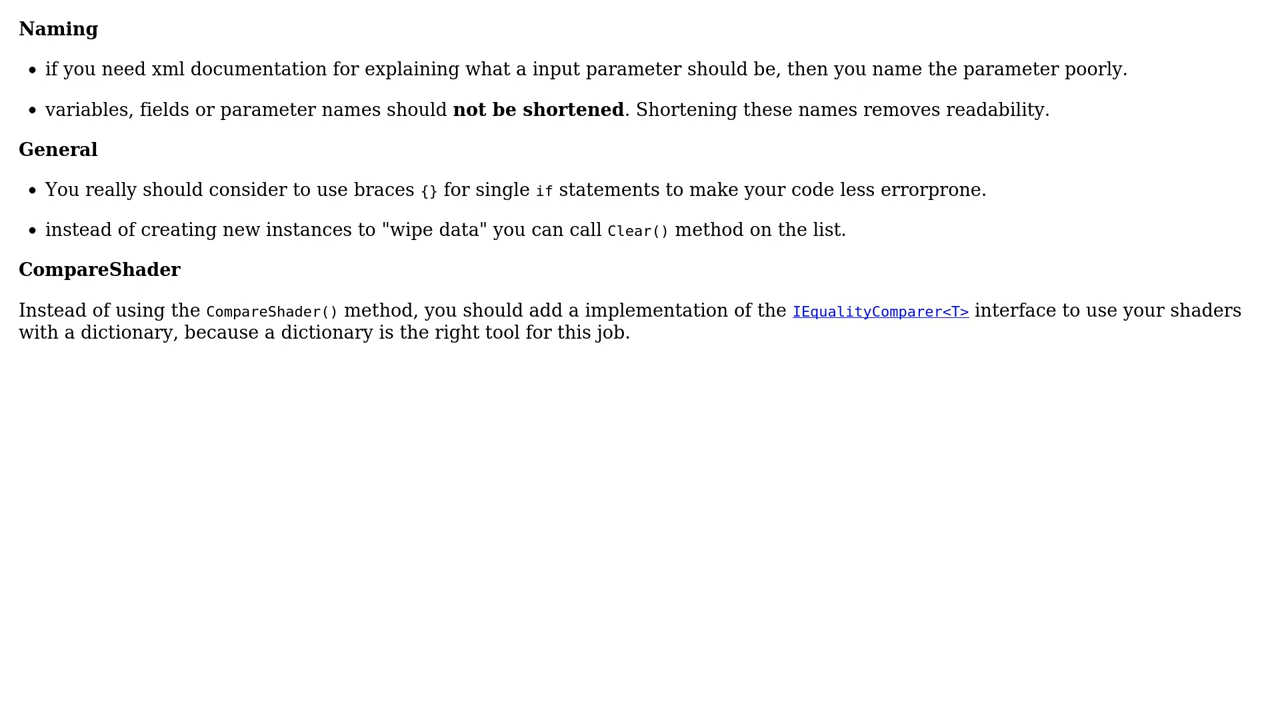 Naming
• if you need xml documentation for explaining what a input parameter should be, then you name the parameter poorly.
• variables, fields or parameter names should not be shortened. Shortening these names removes readability.
General
• You really should consider to use braces {} for single if statements to make your code less errorprone.
• instead of creating new instances to "wipe data" you can call Clear() method on the list.
CompareShader
Instead of using the CompareShader() method, you should add a implementation of the IEqualityComparer<T> interface to use your shaders
with a dictionary, because a dictionary is the right tool for this job.